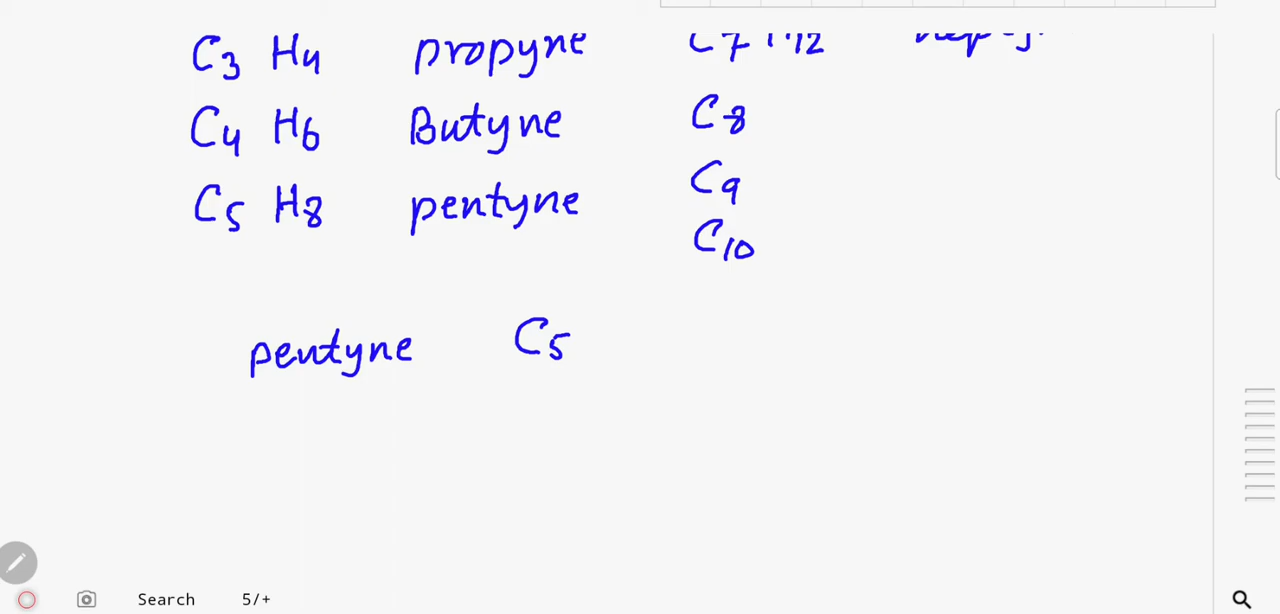 C3 H4 propyne
C4 H6 Butyne C8
C5 H8 pentyne C9
C10
pentyne C5
Search 5/+